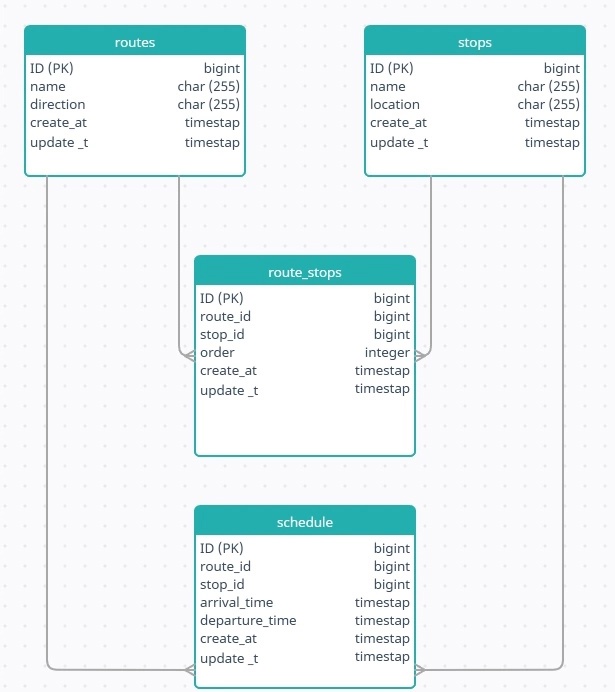 routes
ID (PK) bigint
name char (255)
direction char (255)
create_at timestap
update _t timestap
stops
ID (PK) bigint
name char (255)
location char (255)
create_at timestap
update _t timestap
route_stops
ID (PK) bigint
route_id bigint
stop_id bigint
order integer
create_at timestap
update _t timestap
schedule
ID (PK) bigint
route_id bigint
stop_id bigint
arrival_time timestap
departure_time timestap
create_at timestap
update _t timestap